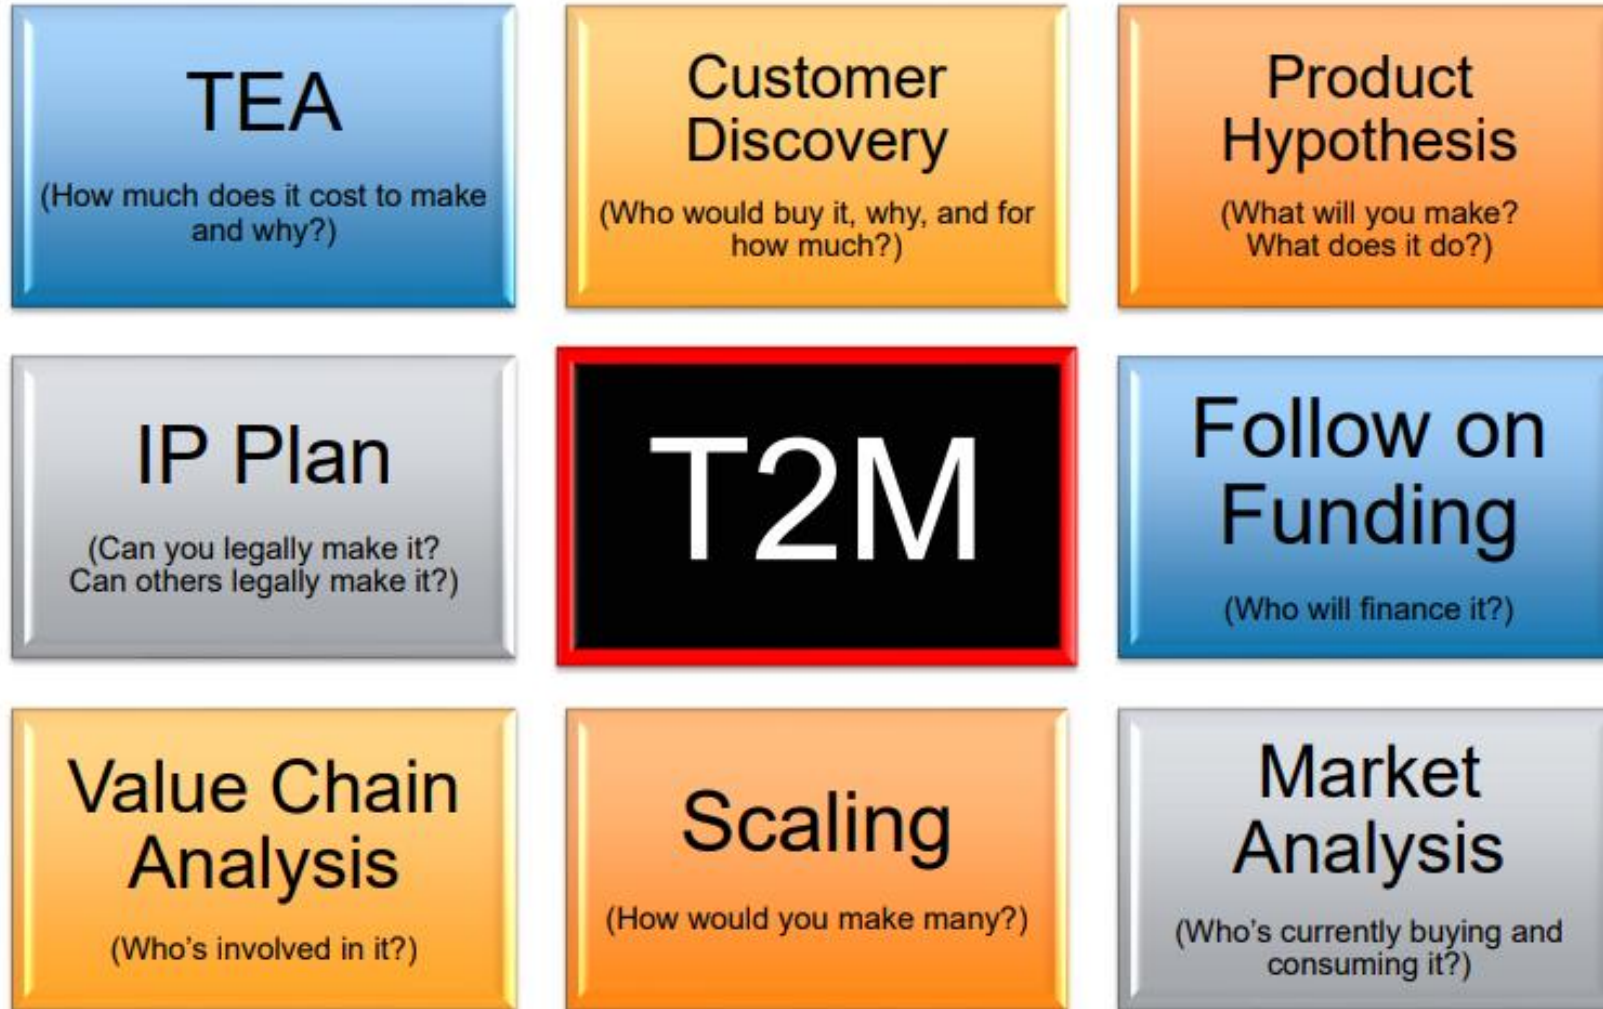 TEA
(How much does it cost to make
and why?)
Customer
Discovery
(Who would buy it, why, and for
how much?)
Product
Hypothesis
(What will you make?
What does it do?)
IP Plan
(Can you legally make it?
Can others legally make it?)
T2M
Follow on
Funding
(Who will finance it?)
Value Chain
Analysis
(Who's involved in it?)
Scaling
(How would you make many?)
Market
Analysis
(Who's currently buying and
consuming it?)